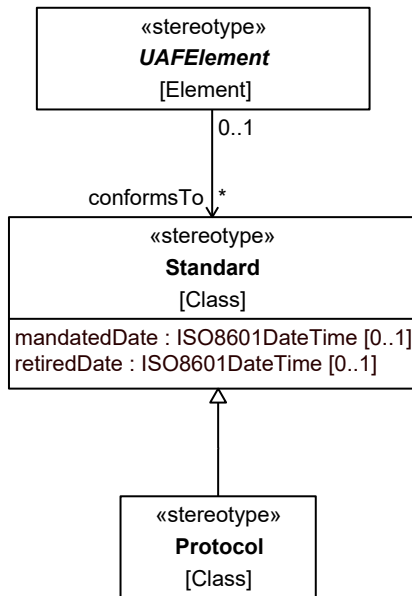 «stereotype»
UAFElement
[Element]
0..1
conformsTo *
«stereotype»
Standard
[Class]
mandatedDate : ISO8601DateTime [0..1]
retiredDate : ISO8601DateTime [0..1]
«stereotype»
Protocol
[Class]